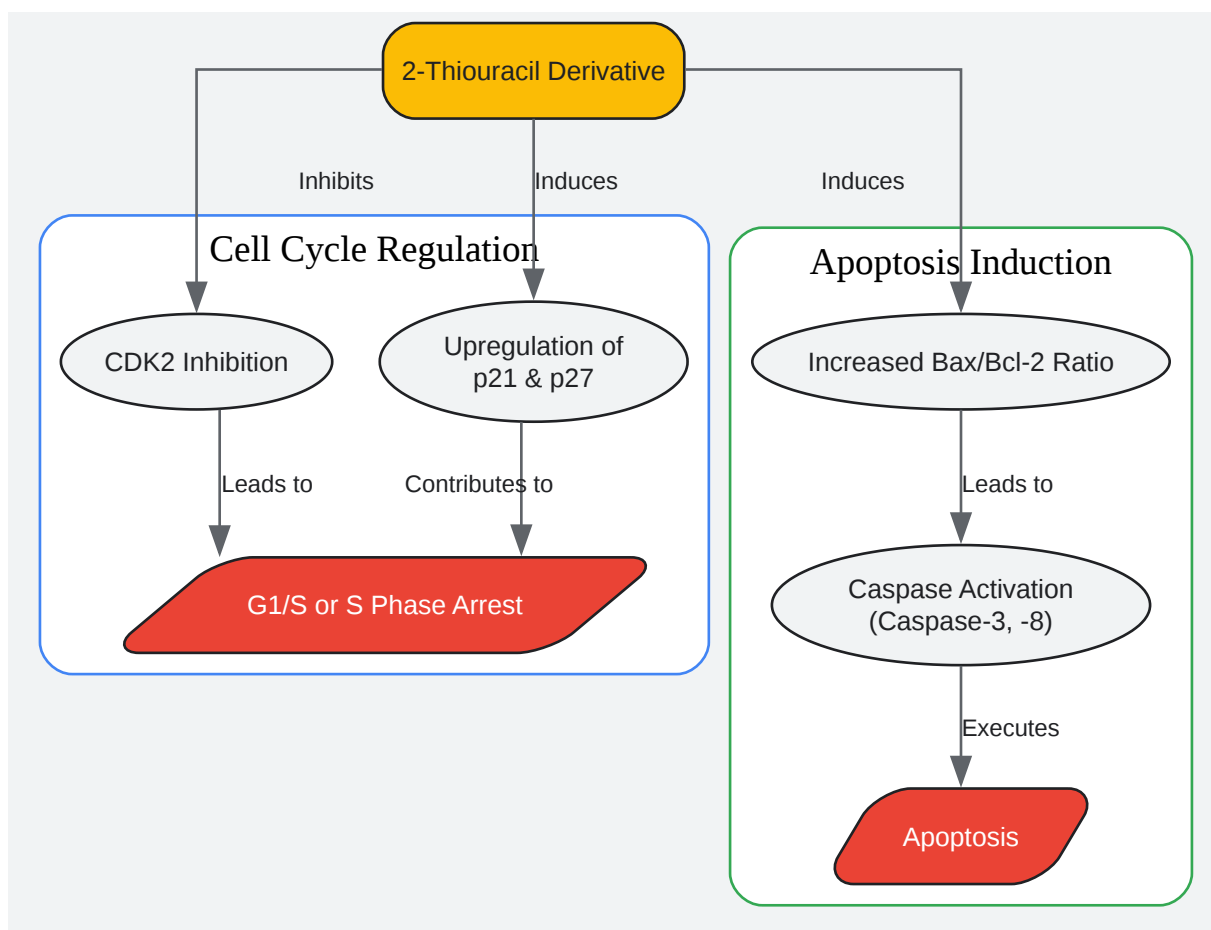 2-Thiouracil Derivative
Inhibits
Induces
Induces
Cell Cycle Regulation
Apoptosis Induction
CDK2 Inhibition
Upregulation of
p21 & p27
Increased Bax/Bcl-2 Ratio
Leads to
Contributes to
Leads to
G1/S or S Phase Arrest
Caspase Activation
(Caspase-3, -8)
Executes
Apoptosis